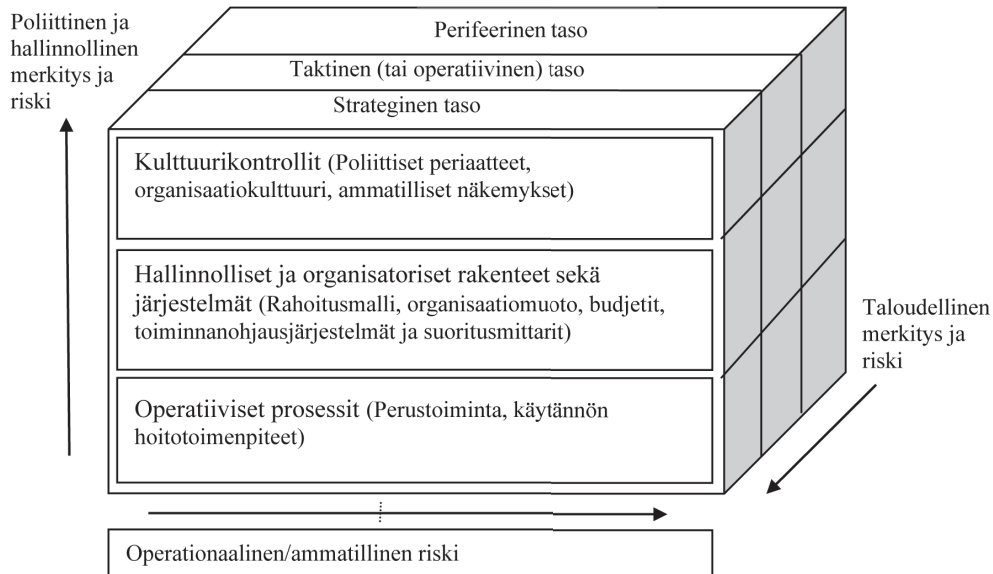 Poliittinen ja
hallinnollinen
merkitys ja
riski
Perifeerinen taso
Taktinen (tai operatiivinen) taso
Strateginen taso
Kulttuurikontrollit (Poliittiset periaatteet,
organisaatiokulttuuri, ammatilliset näkemykset)
Hallinnolliset ja organisatoriset rakenteet sekä
järjestelmät (Rahoitusmalli, organisaatiomuoto, budjetit,
toiminnanohjausjärjestelmät ja suoritusmittarit)
Operatiiviset prosessit (Perustoiminta, käytännön
hoitotoimenpiteet)
Taloudellinen
merkitys ja
riski
Operationaalinen/ammatillinen riski